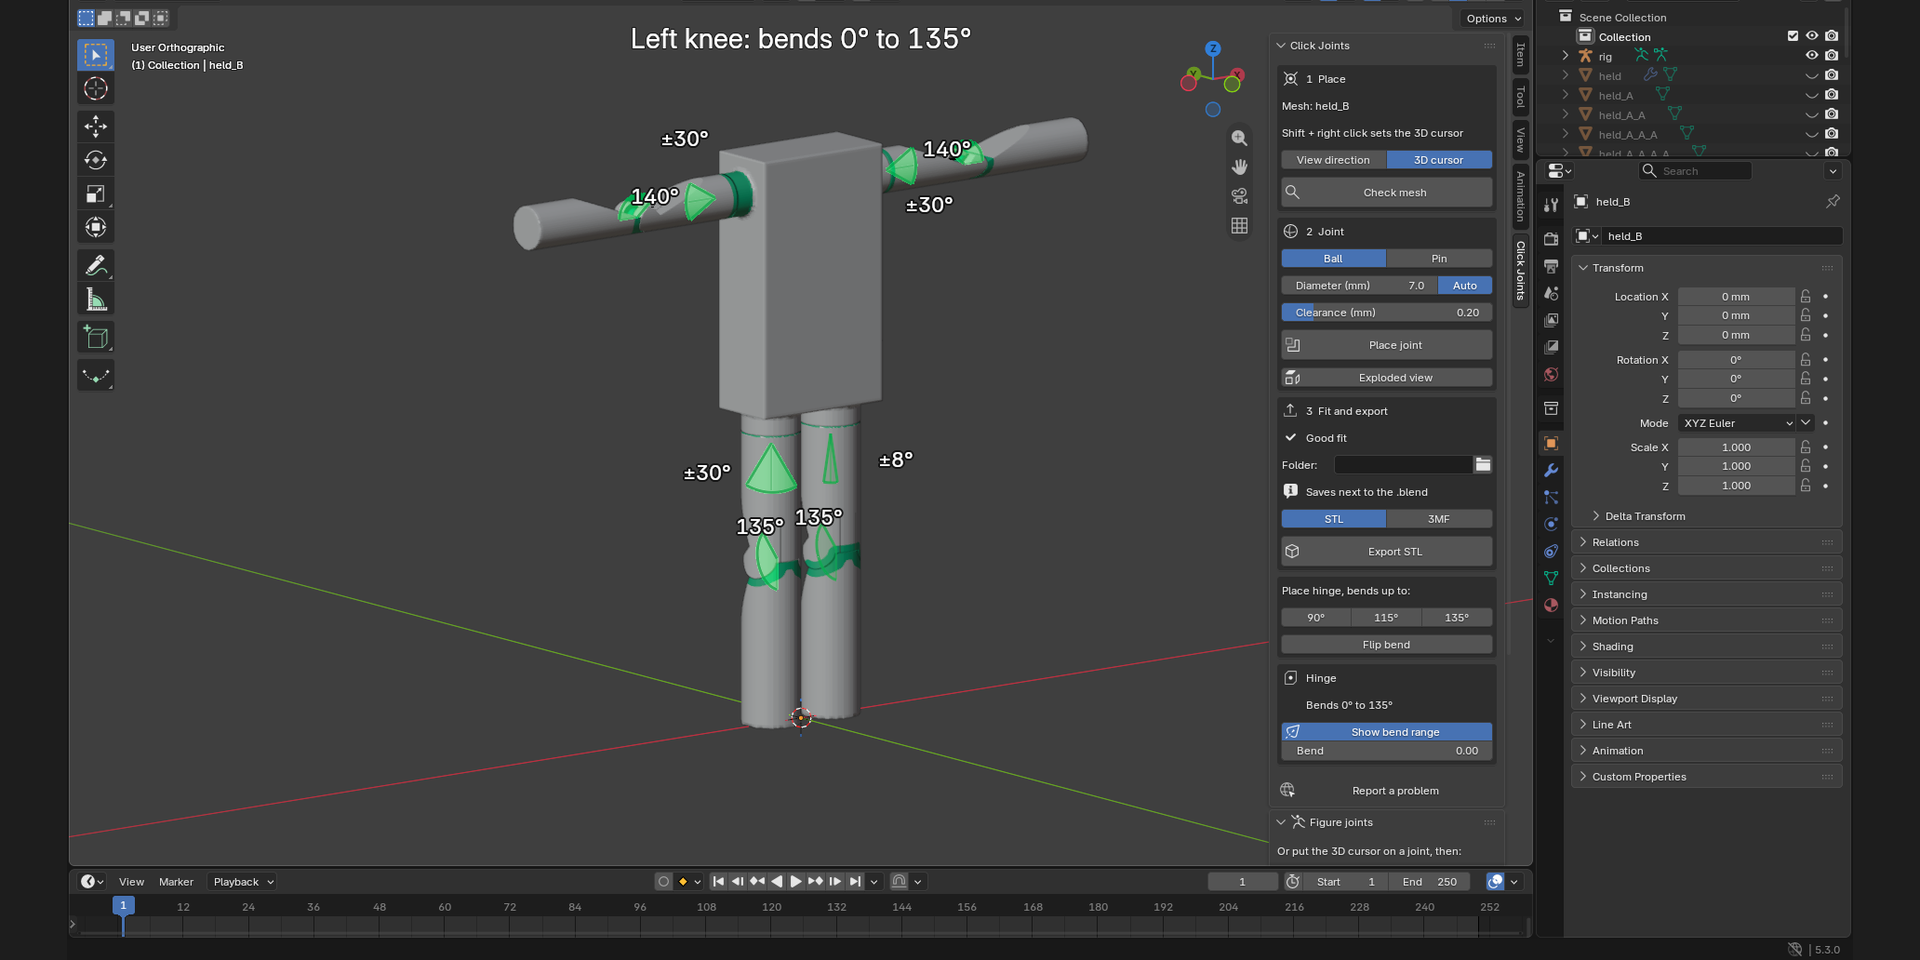 Options
User Orthographic
(1) Collection | held_B
Left knee: bends 0° to 135°
Z
Y
X
±30°
140°
140°
±30°
±30°
±8°
135°
135°
Click Joints
1 Place
Mesh: held_B
Shift + right click sets the 3D cursor
View direction
3D cursor
Check mesh
2 Joint
Ball
Pin
Diameter (mm) 7.0
Auto
Clearance (mm) 0.20
Place joint
Exploded view
3 Fit and export
Good fit
Folder:
Saves next to the .blend
STL
3MF
Export STL
Place hinge, bends up to:
90°
115°
135°
Flip bend
Hinge
Bends 0° to 135°
Show bend range
Bend 0.00
Report a problem
Figure joints
Or put the 3D cursor on a joint, then:
Item
Tool
View
Animation
Click Joints
Scene Collection
Collection
rig
held
held_A
held_A_A
held_A_A_A
held_A_A_A_A
Search
held_B
held_B
Transform
Location X 0 mm
Y 0 mm
Z 0 mm
Rotation X 0°
Y 0°
Z 0°
Mode XYZ Euler
Scale X 1.000
Y 1.000
Z 1.000
Delta Transform
Relations
Collections
Instancing
Motion Paths
Shading
Visibility
Viewport Display
Line Art
Animation
Custom Properties
View
Marker
Playback
1
Start 1
End 250
1 12 24 36 48 60 72 84 96 108 120 132 144 156 168 180 192 204 216 228 240 252
5.3.0